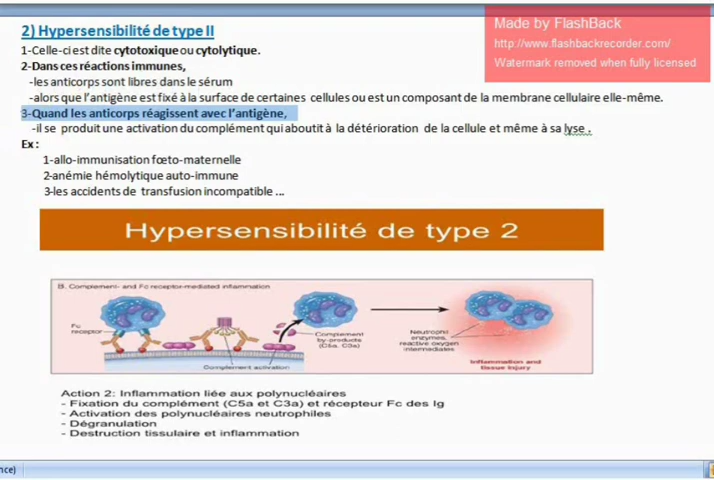 2) Hypersensibilité de type II
Made by FlashBack
http://www.flashbackrecorder.com/
Watermark removed when fully licensed
1-Celle-ci est dite cytotoxique ou cytolytique.
2-Dans ces réactions immunes,
-les anticorps sont libres dans le sérum
-alors que l'antigène est fixé à la surface de certaines cellules ou est un composant de la membrane cellulaire elle-même.
3-Quand les anticorps réagissent avec l'antigène,
-il se produit une activation du complément qui aboutit à la détérioration de la cellule et même à sa lyse .
Ex :
1-allo-immunisation fœto-maternelle
2-anémie hémolytique auto-immune
3-les accidents de transfusion incompatible ...
Hypersensibilité de type 2
B. Complement- and Fc receptor-mediated inflammation
Fc
receptor
Complement
by-products
(C5a, C3a)
Complement activation
Neutrophil
enzymes,
reactive oxygen
intermediates
Inflammation and
tissue injury
Action 2: Inflammation liée aux polynucléaires
- Fixation du complément (C5a et C3a) et récepteur Fc des Ig
- Activation des polynucléaires neutrophiles
- Dégranulation
- Destruction tissulaire et inflammation
nce)